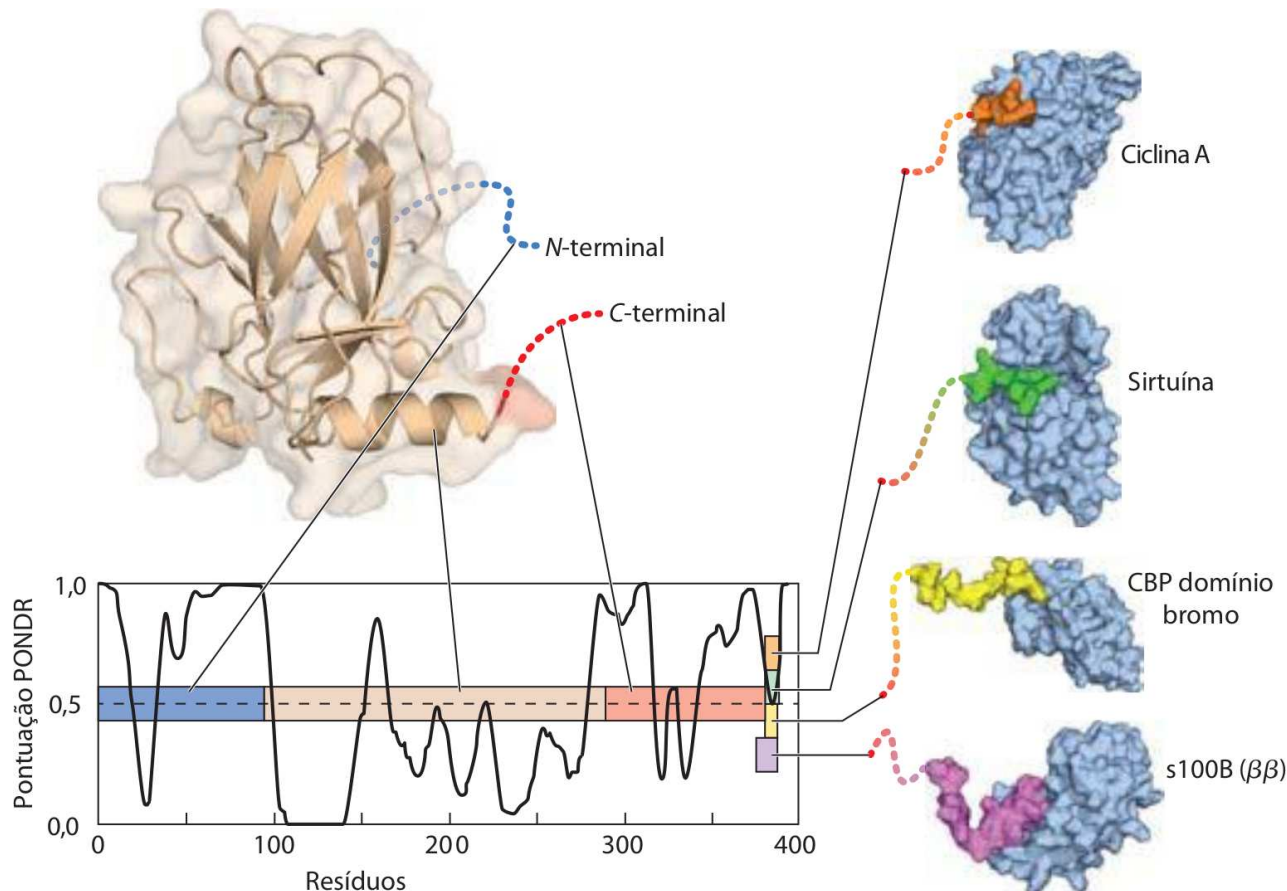 N-terminal
C-terminal
Ciclina A
Sirtuína
CBP domínio
bromo
s100B (ββ)
Pontuação PONDR
1,0
0,5
0,0
0
100
200
300
400
Resíduos